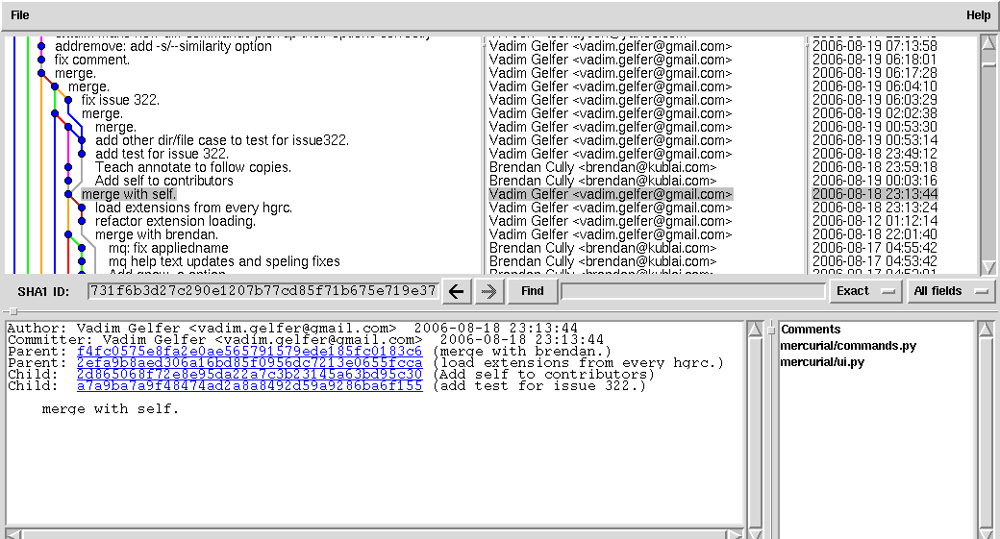 File Help
addremove: add -s/--similarity option Vadim Gelfer <vadim.gelfer@gmail.com> 2006-08-19 07:13:58
fix comment. Vadim Gelfer <vadim.gelfer@gmail.com> 2006-08-19 06:18:01
merge. Vadim Gelfer <vadim.gelfer@gmail.com> 2006-08-19 06:17:28
merge. Vadim Gelfer <vadim.gelfer@gmail.com> 2006-08-19 06:04:10
fix issue 322. Vadim Gelfer <vadim.gelfer@gmail.com> 2006-08-19 06:03:29
merge. Vadim Gelfer <vadim.gelfer@gmail.com> 2006-08-19 02:02:38
merge. Vadim Gelfer <vadim.gelfer@gmail.com> 2006-08-19 00:53:30
add other dir/file case to test for issue322. Vadim Gelfer <vadim.gelfer@gmail.com> 2006-08-19 00:53:14
add test for issue 322. Vadim Gelfer <vadim.gelfer@gmail.com> 2006-08-18 23:49:12
Teach annotate to follow copies. Brendan Cully <brendan@kublai.com> 2006-08-18 23:59:18
Add self to contributors Brendan Cully <brendan@kublai.com> 2006-08-19 00:03:16
merge with self. Vadim Gelfer <vadim.gelfer@gmail.com> 2006-08-18 23:13:44
load extensions from every hgrc. Vadim Gelfer <vadim.gelfer@gmail.com> 2006-08-18 23:13:24
refactor extension loading. Vadim Gelfer <vadim.gelfer@gmail.com> 2006-08-12 01:12:14
merge with brendan. Vadim Gelfer <vadim.gelfer@gmail.com> 2006-08-18 22:01:40
mq: fix appliedname Brendan Cully <brendan@kublai.com> 2006-08-17 04:55:42
mq help text updates and speling fixes Brendan Cully <brendan@kublai.com> 2006-08-17 04:53:42
SHA1 ID: 731f6b3d27c290e1207b77cd85f71b675e719e37 Find Exact All fields
Author: Vadim Gelfer <vadim.gelfer@gmail.com> 2006-08-18 23:13:44
Committer: Vadim Gelfer <vadim.gelfer@gmail.com> 2006-08-18 23:13:44
Parent: f4fc0575e8fa2e0ae565791579ede185fc0183c6 (merge with brendan.)
Parent: 2efa9b8aed306a16bd85f0956dc7213e0655fcca (load extensions from every hgrc.)
Child: 2d865068f72e8e95da22a7c3b23145a63bd95c30 (Add self to contributors)
Child: a7a9ba7a9f48474ad2a8a8492d59a9286ba6f155 (add test for issue 322.)
merge with self.
Comments
mercurial/commands.py
mercurial/ui.py